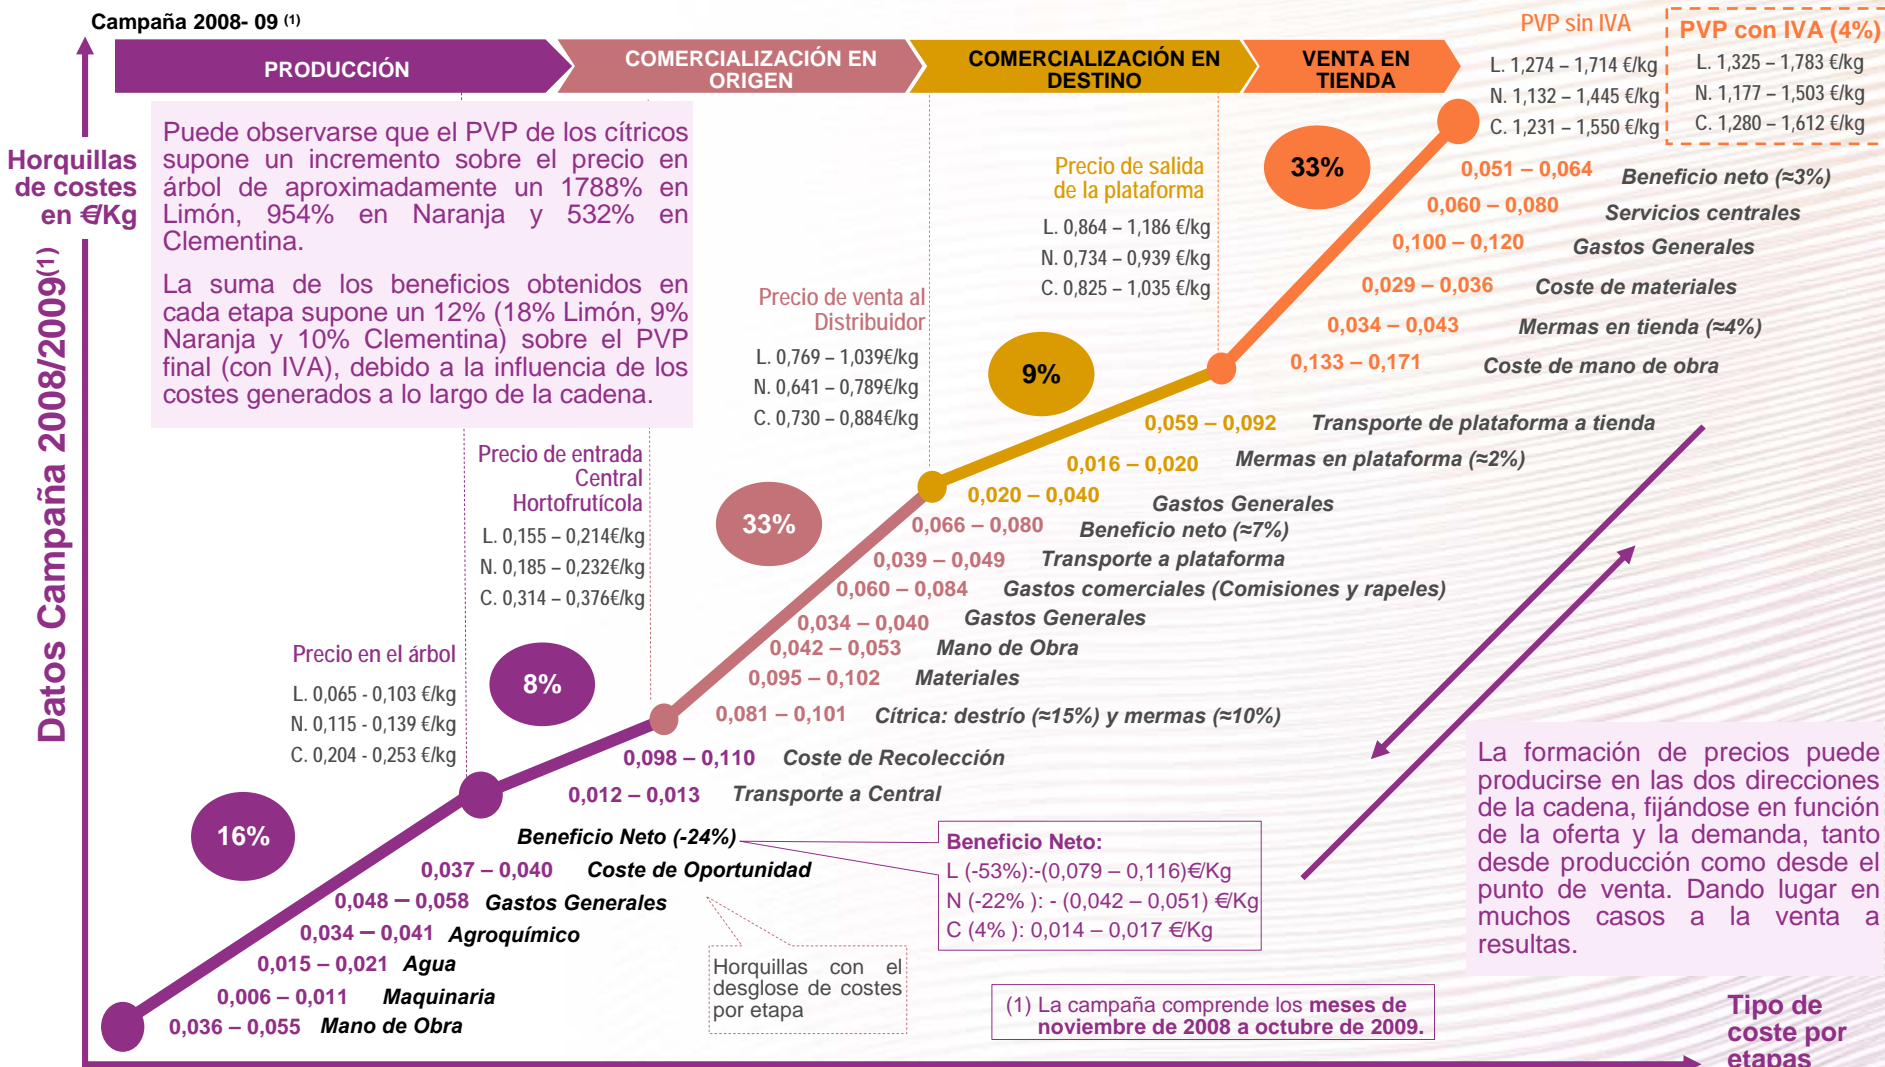 Campaña 2008- 09 (1)
PRODUCCIÓN
COMERCIALIZACIÓN EN
ORIGEN
COMERCIALIZACIÓN EN
DESTINO
VENTA EN
TIENDA
PVP sin IVA
L. 1,274 – 1,714 €/kg
N. 1,132 – 1,445 €/kg
C. 1,231 – 1,550 €/kg
PVP con IVA (4%)
L. 1,325 – 1,783 €/kg
N. 1,177 – 1,503 €/kg
C. 1,280 – 1,612 €/kg
Horquillas
de costes
en €/Kg
Datos Campaña 2008/2009(1)
Puede observarse que el PVP de los cítricos
supone un incremento sobre el precio en
árbol de aproximadamente un 1788% en
Limón, 954% en Naranja y 532% en
Clementina.
La suma de los beneficios obtenidos en
cada etapa supone un 12% (18% Limón, 9%
Naranja y 10% Clementina) sobre el PVP
final (con IVA), debido a la influencia de los
costes generados a lo largo de la cadena.
Precio de salida
de la plataforma
L. 0,864 – 1,186 €/kg
N. 0,734 – 0,939 €/kg
C. 0,825 – 1,035 €/kg
33%
0,051 – 0,064 Beneficio neto (≈3%)
0,060 – 0,080 Servicios centrales
0,100 – 0,120 Gastos Generales
0,029 – 0,036 Coste de materiales
0,034 – 0,043 Mermas en tienda (≈4%)
0,133 – 0,171 Coste de mano de obra
Precio de venta al
Distribuidor
L. 0,769 – 1,039€/kg
N. 0,641 – 0,789€/kg
C. 0,730 – 0,884€/kg
9%
0,059 – 0,092 Transporte de plataforma a tienda
0,016 – 0,020 Mermas en plataforma (≈2%)
0,020 – 0,040 Gastos Generales
Precio de entrada
Central
Hortofrutícola
L. 0,155 – 0,214€/kg
N. 0,185 – 0,232€/kg
C. 0,314 – 0,376€/kg
33%
0,066 – 0,080 Beneficio neto (≈7%)
0,039 – 0,049 Transporte a plataforma
0,060 – 0,084 Gastos comerciales (Comisiones y rapeles)
0,034 – 0,040 Gastos Generales
0,042 – 0,053 Mano de Obra
0,095 – 0,102 Materiales
0,081 – 0,101 Cítrica: destrío (≈15%) y mermas (≈10%)
Precio en el árbol
L. 0,065 - 0,103 €/kg
N. 0,115 - 0,139 €/kg
C. 0,204 - 0,253 €/kg
8%
0,098 – 0,110 Coste de Recolección
0,012 – 0,013 Transporte a Central
16%
Beneficio Neto (-24%)
0,037 – 0,040 Coste de Oportunidad
0,048 – 0,058 Gastos Generales
0,034 – 0,041 Agroquímico
0,015 – 0,021 Agua
0,006 – 0,011 Maquinaria
0,036 – 0,055 Mano de Obra
Beneficio Neto:
L (-53%):-(0,079 – 0,116)€/Kg
N (-22% ): - (0,042 – 0,051) €/Kg
C (4% ): 0,014 – 0,017 €/Kg
Horquillas con el
desglose de costes
por etapa
La formación de precios puede
producirse en las dos direcciones
de la cadena, fijándose en función
de la oferta y la demanda, tanto
desde producción como desde el
punto de venta. Dando lugar en
muchos casos a la venta a
resultas.
(1) La campaña comprende los meses de
noviembre de 2008 a octubre de 2009.
Tipo de
coste por
etapas